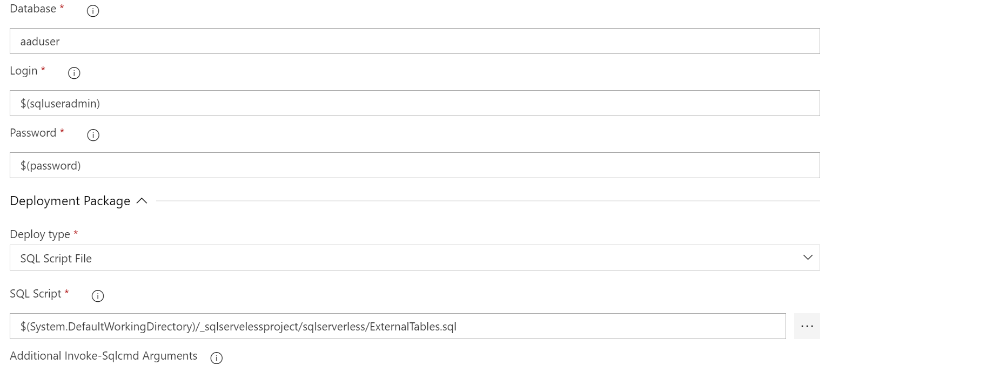 Database *
aaduser
Login *
$(sqluseradmin)
Password *
$(password)
Deployment Package
Deploy type *
SQL Script File
SQL Script *
$(System.DefaultWorkingDirectory)/_sqlservelessproject/sqlserverless/ExternalTables.sql
...
Additional Invoke-Sqlcmd Arguments